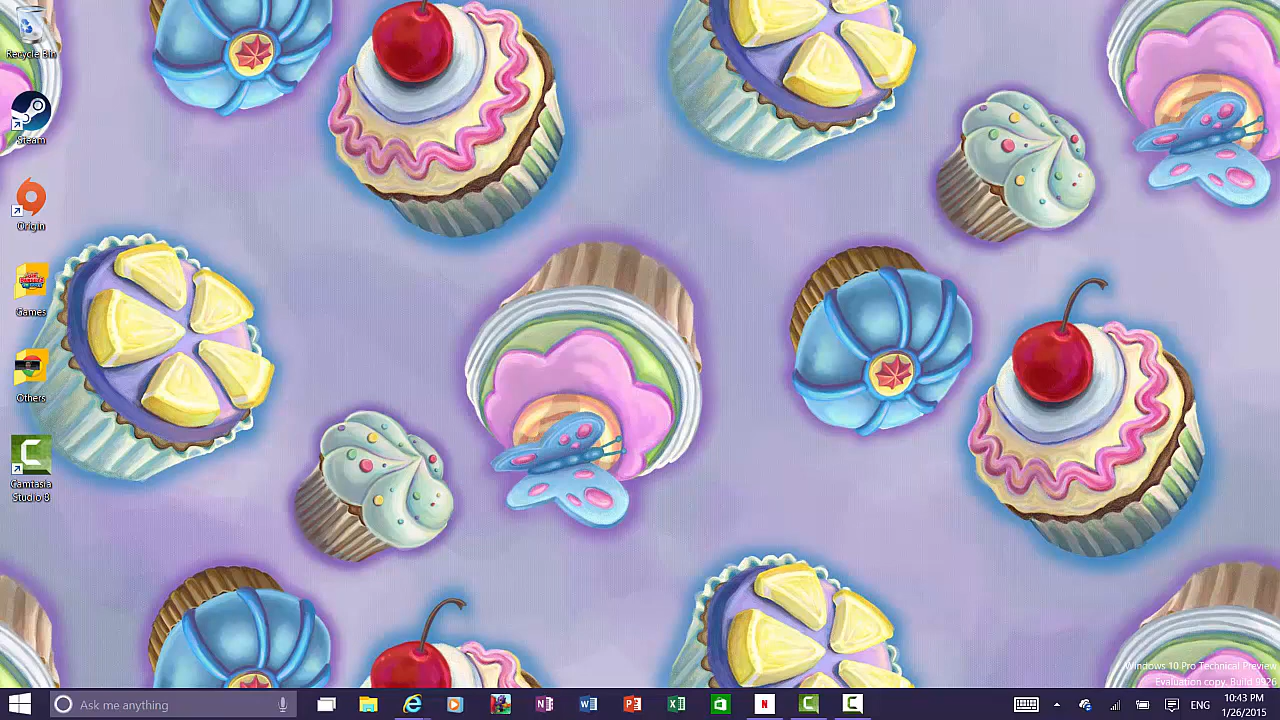 Recycle Bin
Steam
Origin
Games
Others
Camtasia
Studio 8
Windows 10 Pro Technical Preview
Evaluation copy. Build 9926
Ask me anything
ENG
10:43 PM
1/26/2015